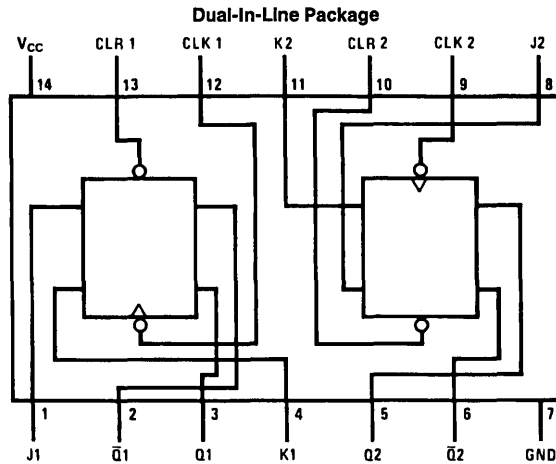 Dual-In-Line Package
V_CC CLR 1 CLK 1 K2 CLR 2 CLK 2 J2
14 13 12 11 10 9 8
1 2 3 4 5 6 7
J1 Q̅1 Q1 K1 Q2 Q̅2 GND